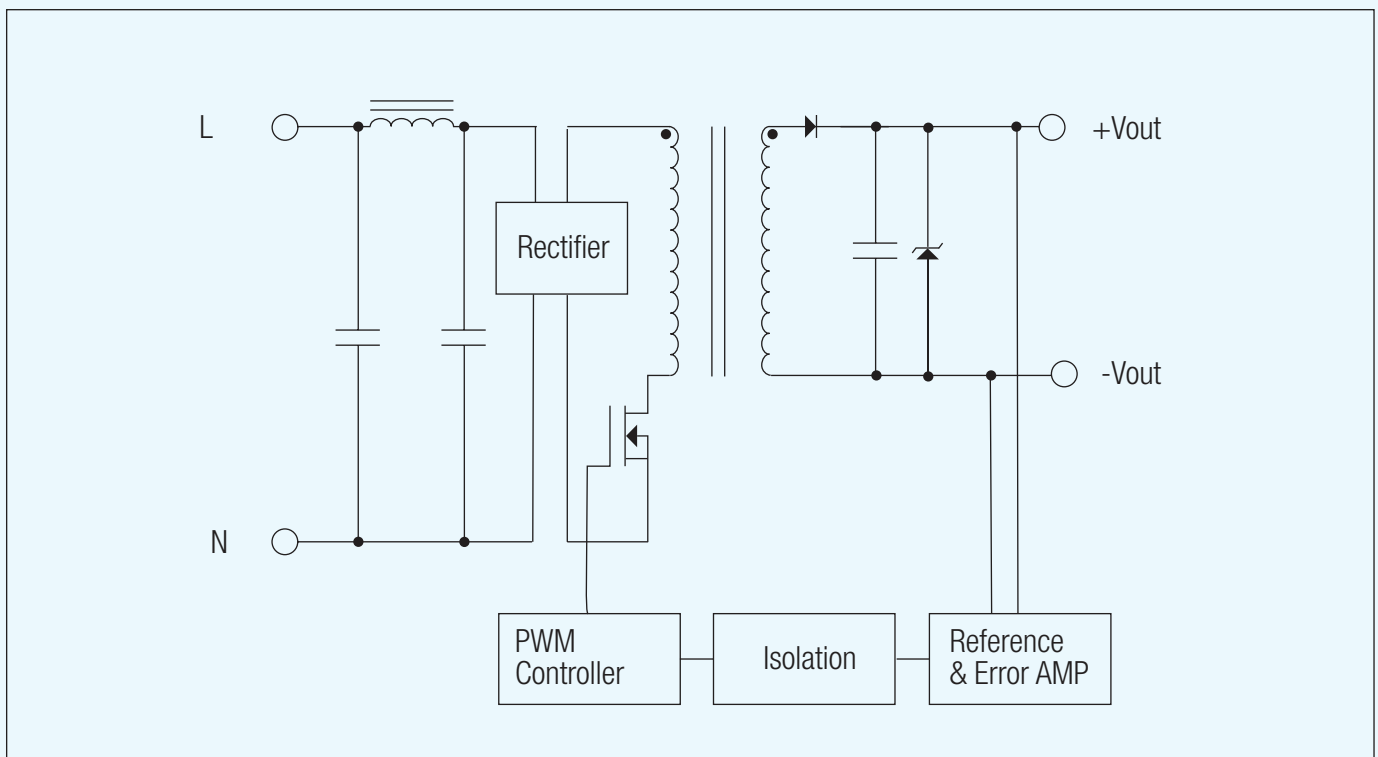 L
+Vout
Rectifier
-Vout
N
PWM
Controller
Isolation
Reference
& Error AMP